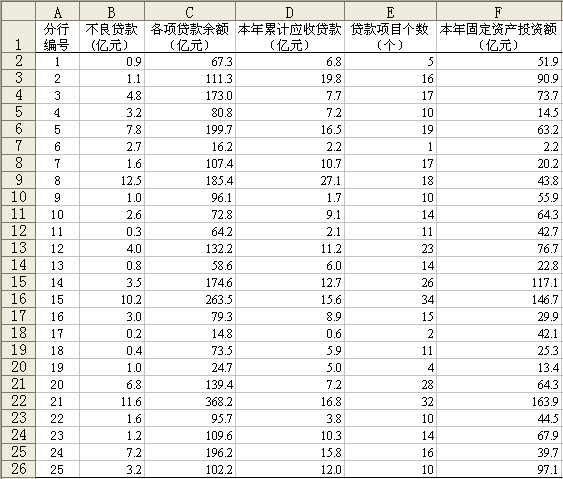 A B C D E F
1 分行编号 不良贷款（亿元） 各项贷款余额（亿元） 本年累计应收贷款（亿元） 贷款项目个数（个） 本年固定资产投资额（亿元）
2 1 0.9 67.3 6.8 5 51.9
3 2 1.1 111.3 19.8 16 90.9
4 3 4.8 173.0 7.7 17 73.7
5 4 3.2 80.8 7.2 10 14.5
6 5 7.8 199.7 16.5 19 63.2
7 6 2.7 16.2 2.2 1 2.2
8 7 1.6 107.4 10.7 17 20.2
9 8 12.5 185.4 27.1 18 43.8
10 9 1.0 96.1 1.7 10 55.9
11 10 2.6 72.8 9.1 14 64.3
12 11 0.3 64.2 2.1 11 42.7
13 12 4.0 132.2 11.2 23 76.7
14 13 0.8 58.6 6.0 14 22.8
15 14 3.5 174.6 12.7 26 117.1
16 15 10.2 263.5 15.6 34 146.7
17 16 3.0 79.3 8.9 15 29.9
18 17 0.2 14.8 0.6 2 42.1
19 18 0.4 73.5 5.9 11 25.3
20 19 1.0 24.7 5.0 4 13.4
21 20 6.8 139.4 7.2 28 64.3
22 21 11.6 368.2 16.8 32 163.9
23 22 1.6 95.7 3.8 10 44.5
24 23 1.2 109.6 10.3 14 67.9
25 24 7.2 196.2 15.8 16 39.7
26 25 3.2 102.2 12.0 10 97.1